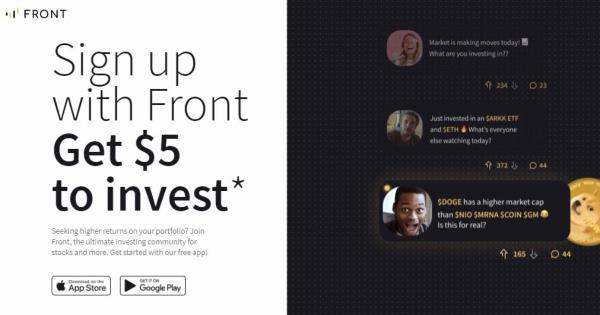 FRONT
Sign up
with Front
Get $5
to invest*
Seeking higher returns on your portfolio? Join
Front, the ultimate investing community for
stocks and more. Get started with our free app!
Download on the
App Store
GET IT ON
Google Play
Market is making moves today!
What are you investing in??
234
23
Just invested in an $ARKK ETF
and $ETH 🔥 What's everyone
else watching today?
372
44
$DOGE has a higher market cap
than $NIO $MRNA $COIN $GM 😂
Is this for real?
165
44